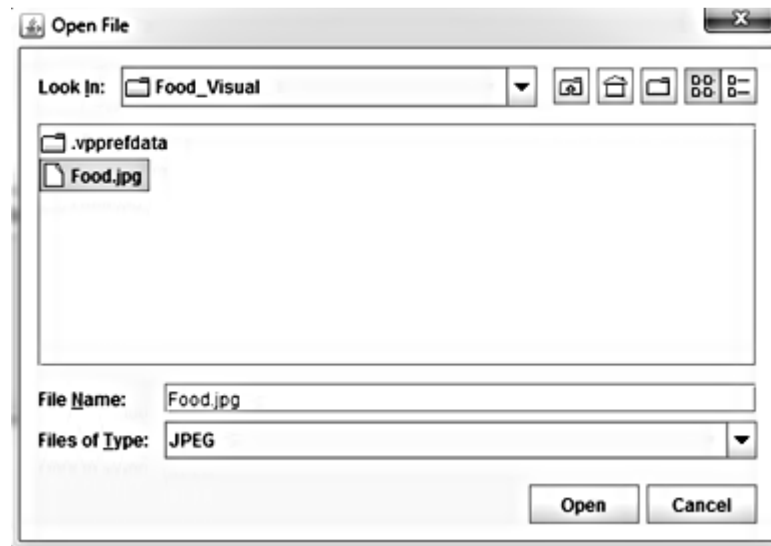 Open File
Look In: Food_Visual
.vpprefdata
Food.jpg
File Name: Food.jpg
Files of Type: JPEG
Open Cancel